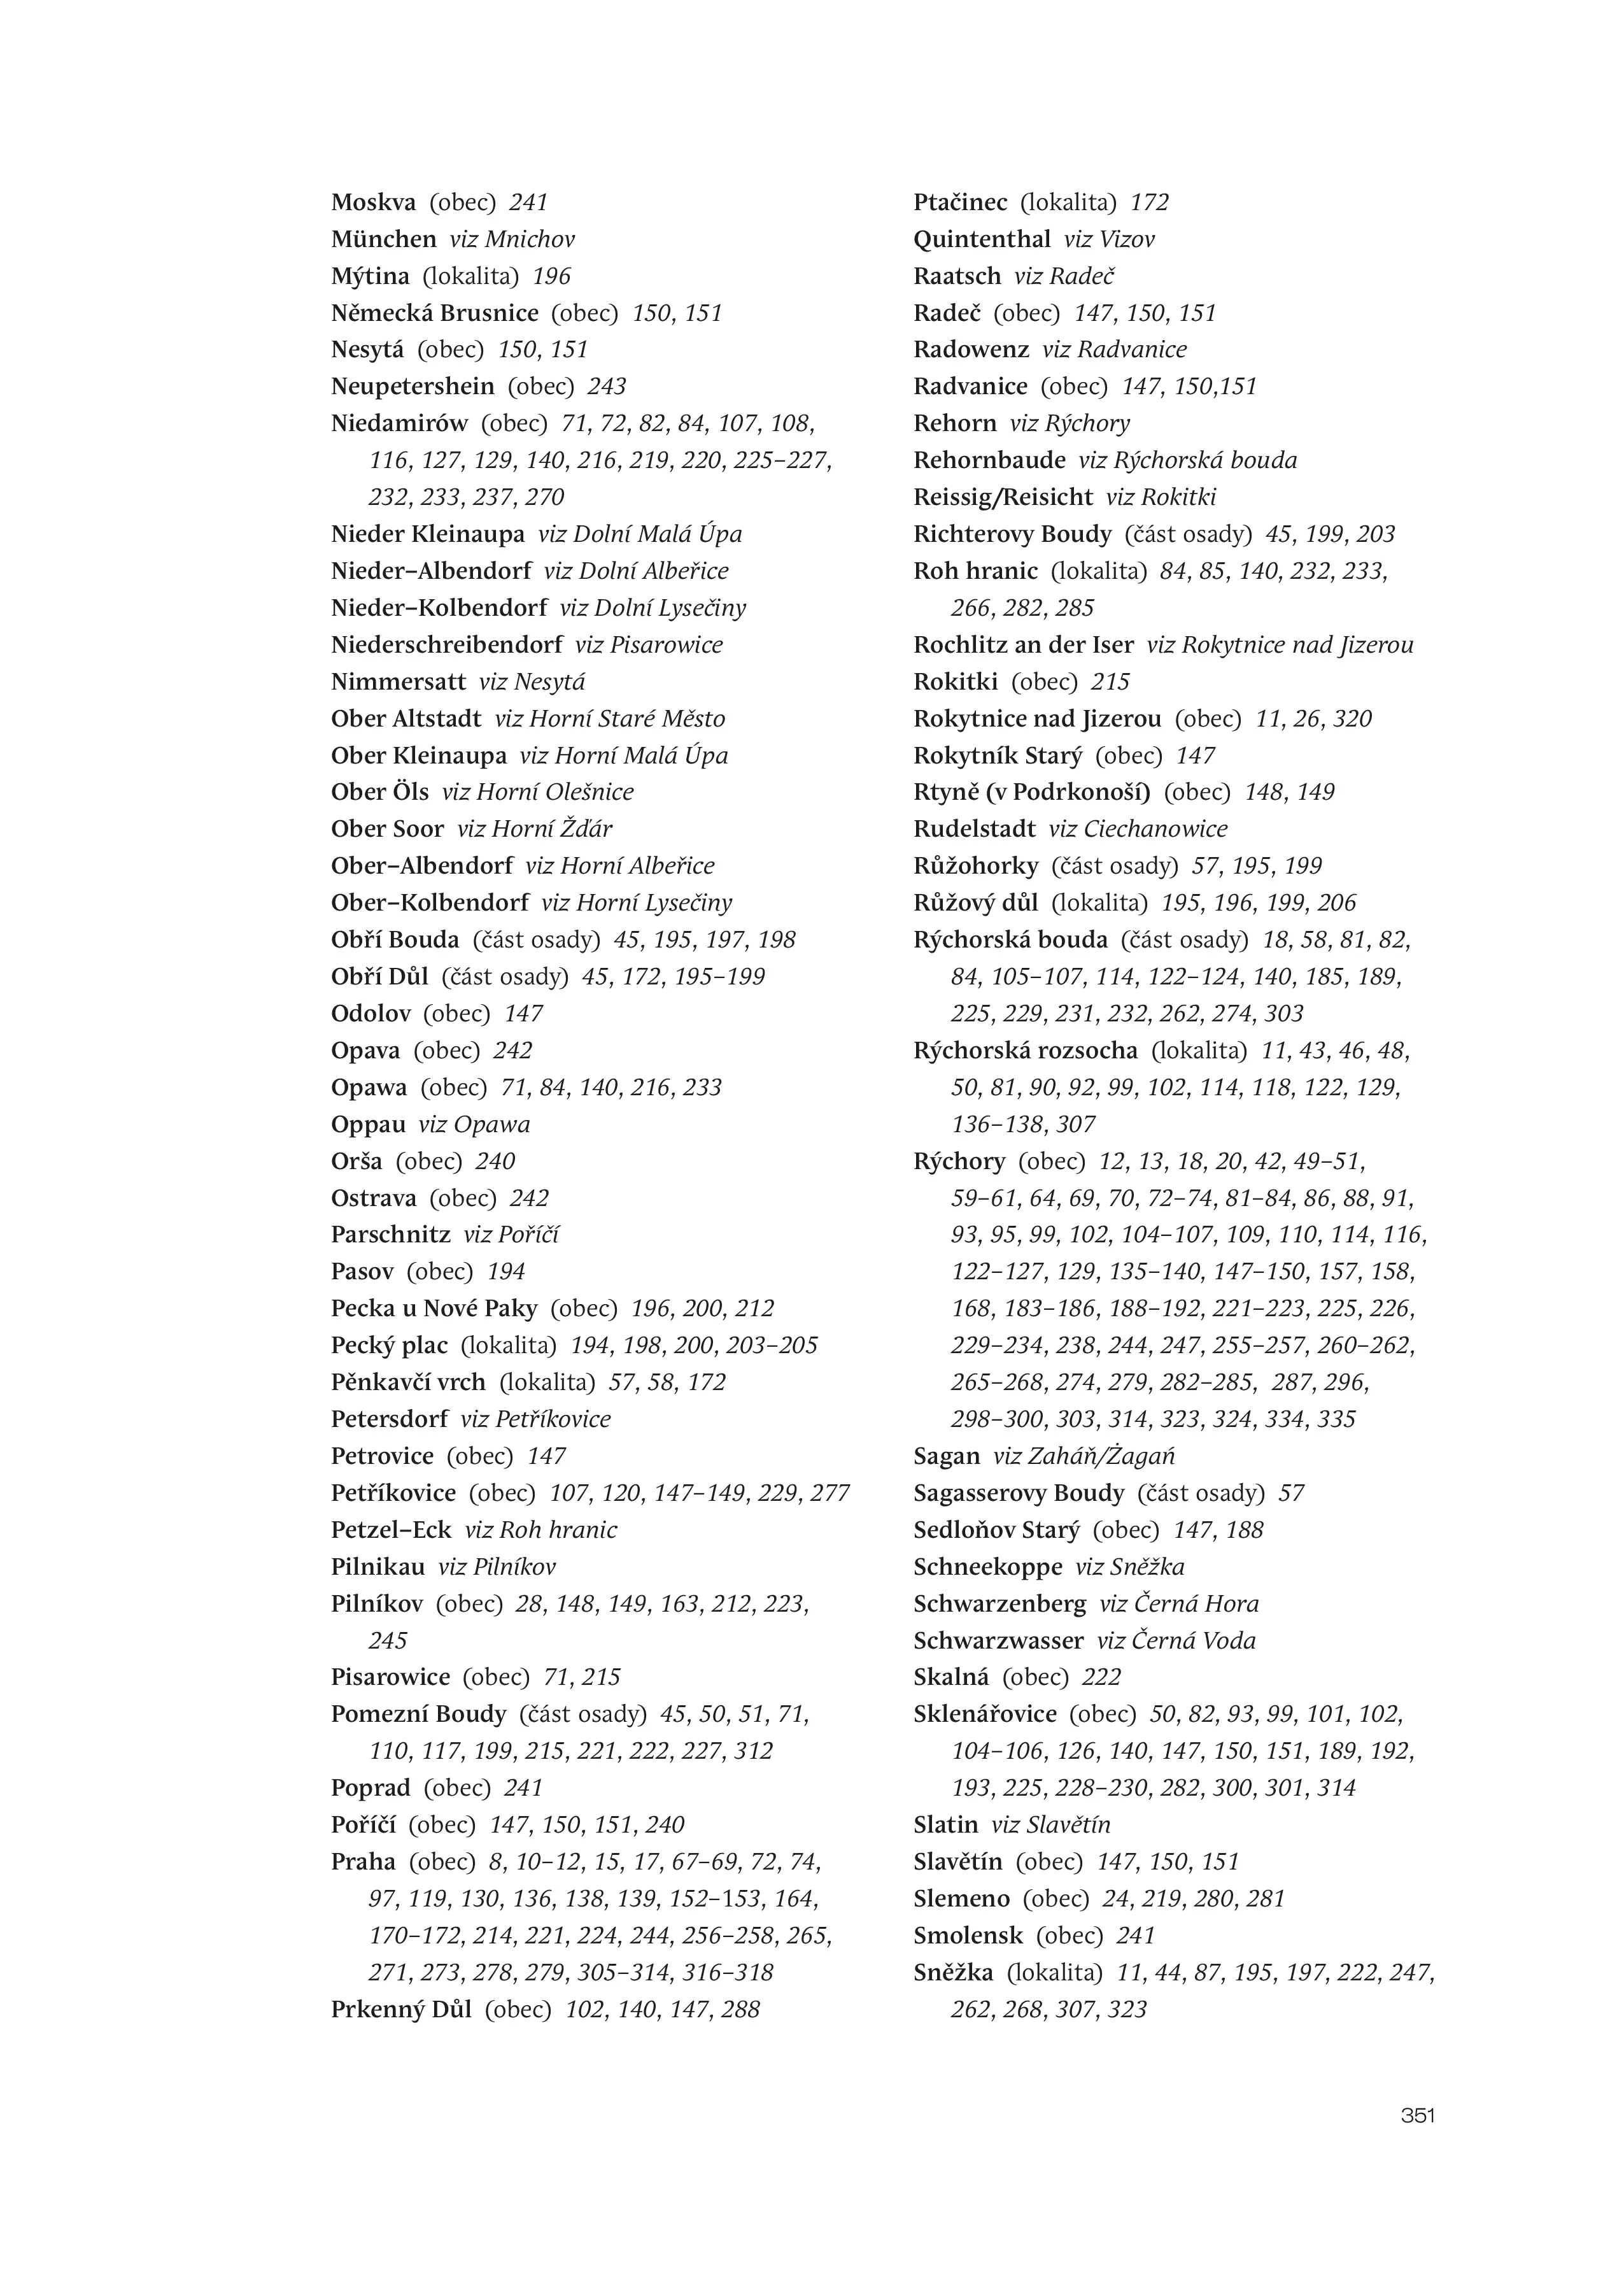 Moskva (obec) 241
München viz Mnichov
Mýtina (lokalita) 196
Německá Brusnice (obec) 150, 151
Nesytá (obec) 150, 151
Neupetershein (obec) 243
Niedamirów (obec) 71, 72, 82, 84, 107, 108,
116, 127, 129, 140, 216, 219, 220, 225–227,
232, 233, 237, 270
Nieder Kleinaupa viz Dolní Malá Úpa
Nieder–Albendorf viz Dolní Albeřice
Nieder–Kolbendorf viz Dolní Lysečiny
Niederschreibendorf viz Pisarowice
Nimmersatt viz Nesytá
Ober Altstadt viz Horní Staré Město
Ober Kleinaupa viz Horní Malá Úpa
Ober Öls viz Horní Olešnice
Ober Soor viz Horní Žďár
Ober–Albendorf viz Horní Albeřice
Ober–Kolbendorf viz Horní Lysečiny
Obří Bouda (část osady) 45, 195, 197, 198
Obří Důl (část osady) 45, 172, 195–199
Odolov (obec) 147
Opava (obec) 242
Opawa (obec) 71, 84, 140, 216, 233
Oppau viz Opawa
Orša (obec) 240
Ostrava (obec) 242
Parschnitz viz Poříčí
Pasov (obec) 194
Pecka u Nové Paky (obec) 196, 200, 212
Pecký plac (lokalita) 194, 198, 200, 203–205
Pěnkavčí vrch (lokalita) 57, 58, 172
Petersdorf viz Petříkovice
Petrovice (obec) 147
Petříkovice (obec) 107, 120, 147–149, 229, 277
Petzel–Eck viz Roh hranic
Pilnikau viz Pilníkov
Pilníkov (obec) 28, 148, 149, 163, 212, 223,
245
Pisarowice (obec) 71, 215
Pomezní Boudy (část osady) 45, 50, 51, 71,
110, 117, 199, 215, 221, 222, 227, 312
Poprad (obec) 241
Poříčí (obec) 147, 150, 151, 240
Praha (obec) 8, 10–12, 15, 17, 67–69, 72, 74,
97, 119, 130, 136, 138, 139, 152–153, 164,
170–172, 214, 221, 224, 244, 256–258, 265,
271, 273, 278, 279, 305–314, 316–318
Prkenný Důl (obec) 102, 140, 147, 288
Ptačinec (lokalita) 172
Quintenthal viz Vizov
Raatsch viz Radeč
Radeč (obec) 147, 150, 151
Radowenz viz Radvanice
Radvanice (obec) 147, 150,151
Rehorn viz Rýchory
Rehornbaude viz Rýchorská bouda
Reissig/Reisicht viz Rokitki
Richterovy Boudy (část osady) 45, 199, 203
Roh hranic (lokalita) 84, 85, 140, 232, 233,
266, 282, 285
Rochlitz an der Iser viz Rokytnice nad Jizerou
Rokitki (obec) 215
Rokytnice nad Jizerou (obec) 11, 26, 320
Rokytník Starý (obec) 147
Rtyně (v Podrkonoší) (obec) 148, 149
Rudelstadt viz Ciechanowice
Růžohorky (část osady) 57, 195, 199
Růžový důl (lokalita) 195, 196, 199, 206
Rýchorská bouda (část osady) 18, 58, 81, 82,
84, 105–107, 114, 122–124, 140, 185, 189,
225, 229, 231, 232, 262, 274, 303
Rýchorská rozsocha (lokalita) 11, 43, 46, 48,
50, 81, 90, 92, 99, 102, 114, 118, 122, 129,
136–138, 307
Rýchory (obec) 12, 13, 18, 20, 42, 49–51,
59–61, 64, 69, 70, 72–74, 81–84, 86, 88, 91,
93, 95, 99, 102, 104–107, 109, 110, 114, 116,
122–127, 129, 135–140, 147–150, 157, 158,
168, 183–186, 188–192, 221–223, 225, 226,
229–234, 238, 244, 247, 255–257, 260–262,
265–268, 274, 279, 282–285, 287, 296,
298–300, 303, 314, 323, 324, 334, 335
Sagan viz Zaháň/Żagań
Sagasserovy Boudy (část osady) 57
Sedloňov Starý (obec) 147, 188
Schneekoppe viz Sněžka
Schwarzenberg viz Černá Hora
Schwarzwasser viz Černá Voda
Skalná (obec) 222
Sklenářovice (obec) 50, 82, 93, 99, 101, 102,
104–106, 126, 140, 147, 150, 151, 189, 192,
193, 225, 228–230, 282, 300, 301, 314
Slatin viz Slavětín
Slavětín (obec) 147, 150, 151
Slemeno (obec) 24, 219, 280, 281
Smolensk (obec) 241
Sněžka (lokalita) 11, 44, 87, 195, 197, 222, 247,
262, 268, 307, 323
351